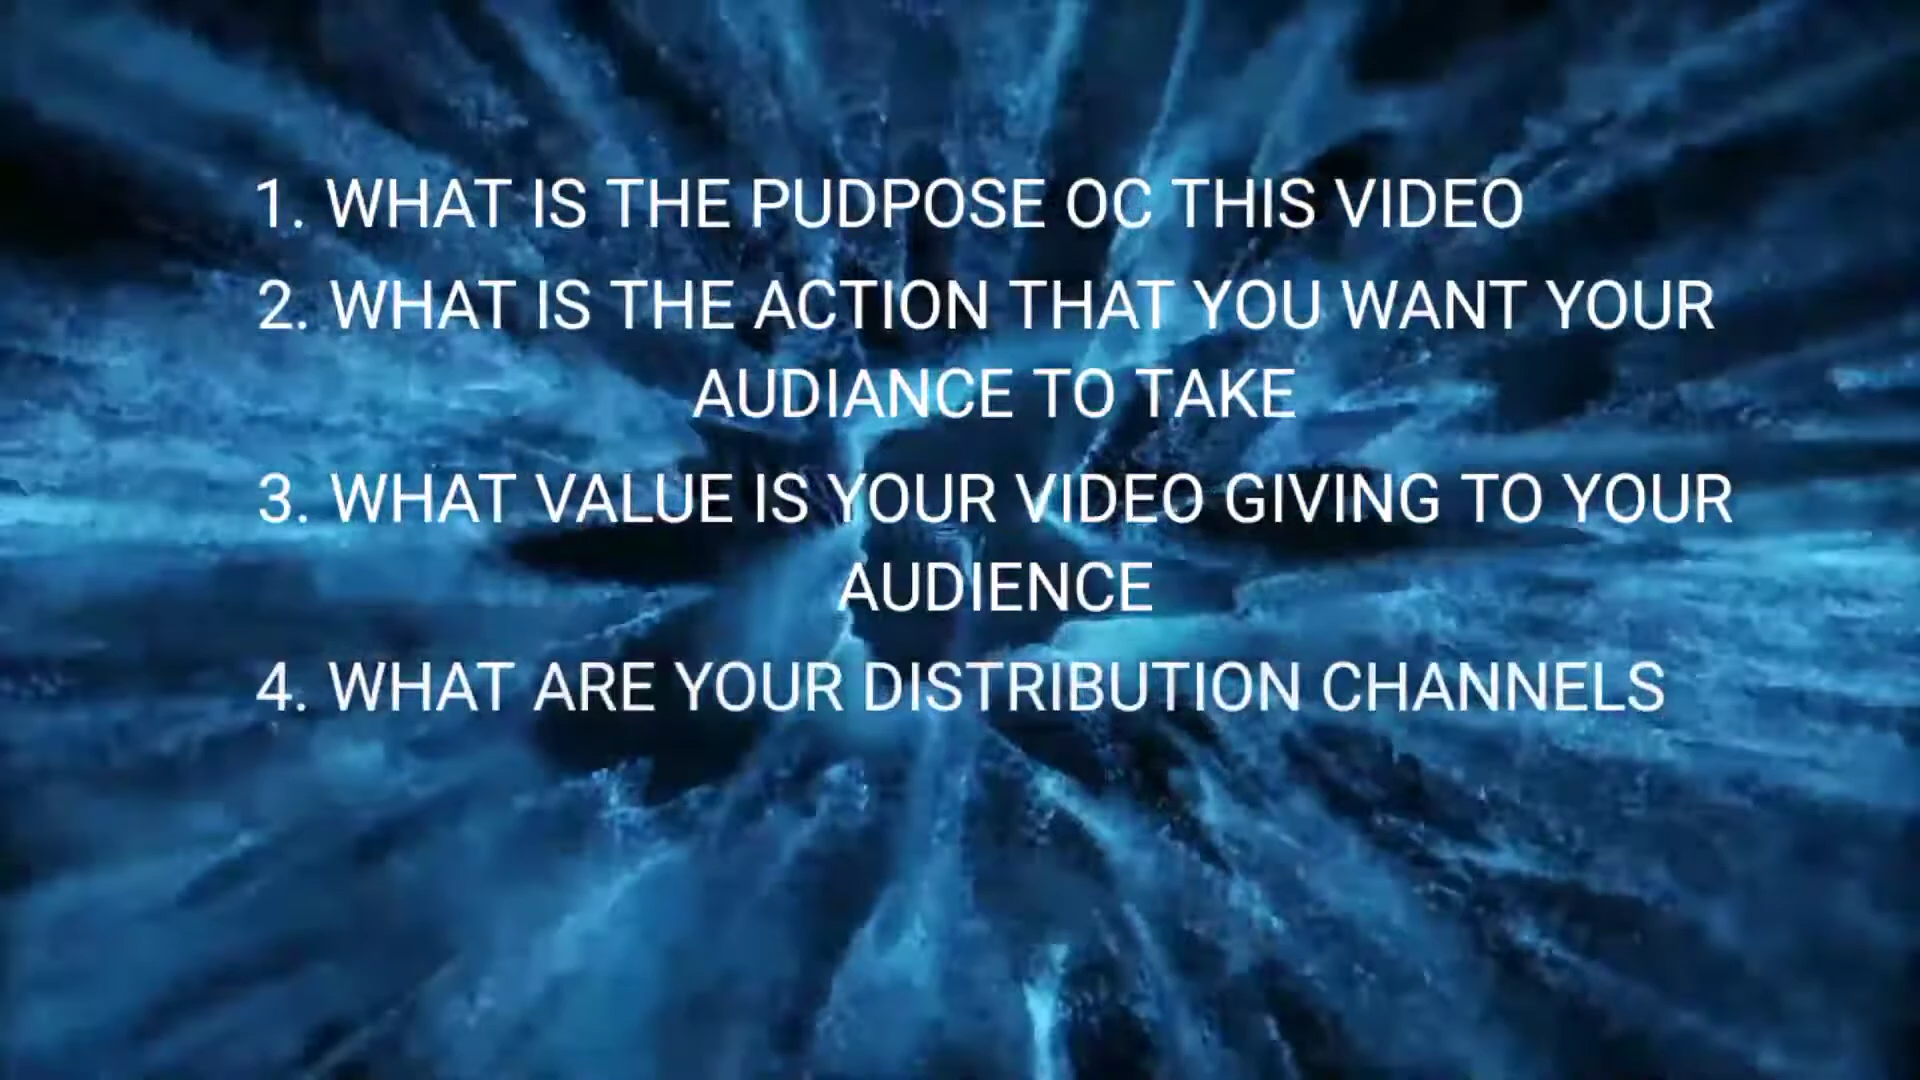 1. WHAT IS THE PUDPOSE OC THIS VIDEO
2. WHAT IS THE ACTION THAT YOU WANT YOUR
AUDIANCE TO TAKE
3. WHAT VALUE IS YOUR VIDEO GIVING TO YOUR
AUDIENCE
4. WHAT ARE YOUR DISTRIBUTION CHANNELS